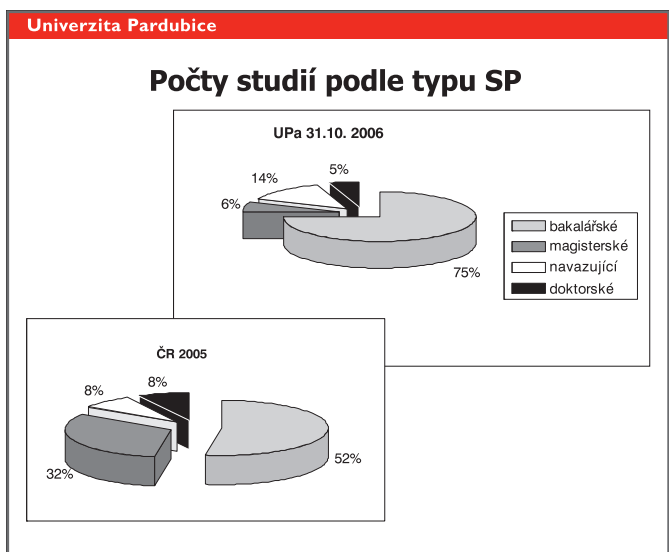 Univerzita Pardubice
Počty studií podle typu SP
UPa 31.10. 2006
5%
14%
6%
75%
bakalářské
magisterské
navazující
doktorské
ČR 2005
8%
8%
32%
52%